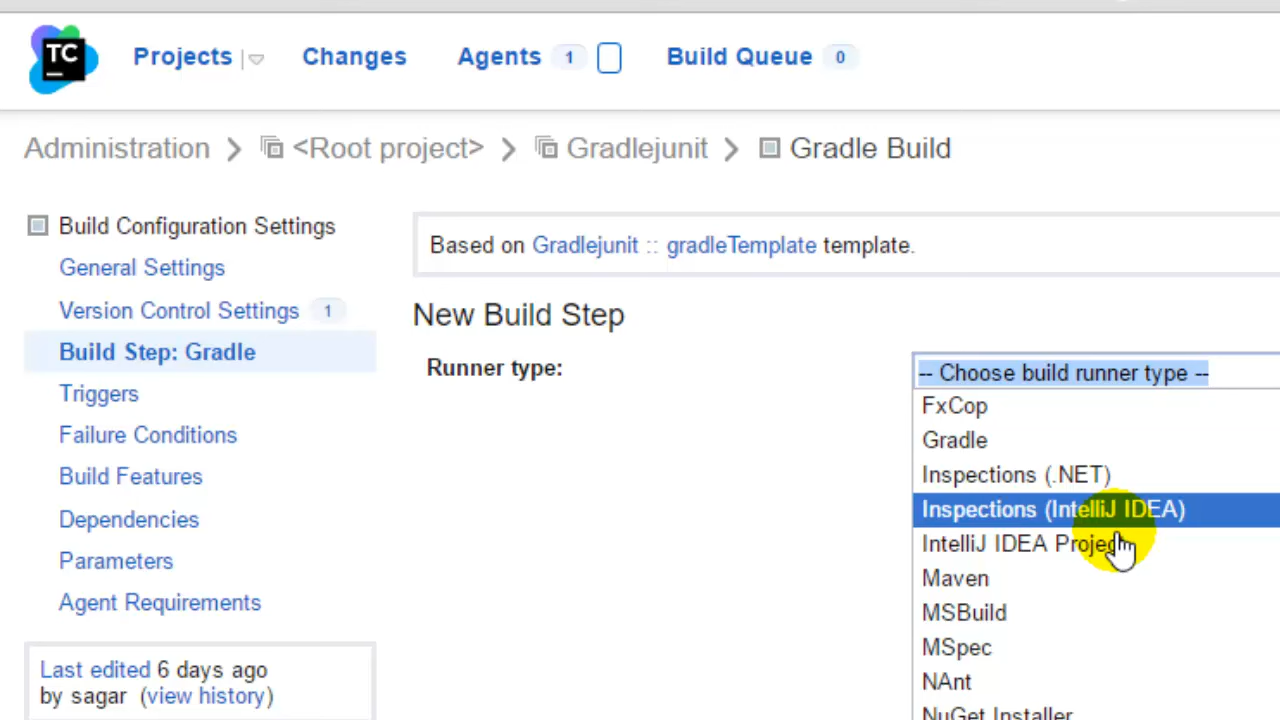 TC
Projects Changes Agents 1 Build Queue 0
Administration <Root project> Gradlejunit Gradle Build
Build Configuration Settings
General Settings
Version Control Settings 1
Build Step: Gradle
Triggers
Failure Conditions
Build Features
Dependencies
Parameters
Agent Requirements
Last edited 6 days ago
by sagar (view history)
Based on Gradlejunit :: gradleTemplate template.
New Build Step
Runner type:
-- Choose build runner type --
FxCop
Gradle
Inspections (.NET)
Inspections (IntelliJ IDEA)
IntelliJ IDEA Project
Maven
MSBuild
MSpec
NAnt
NuGet Installer